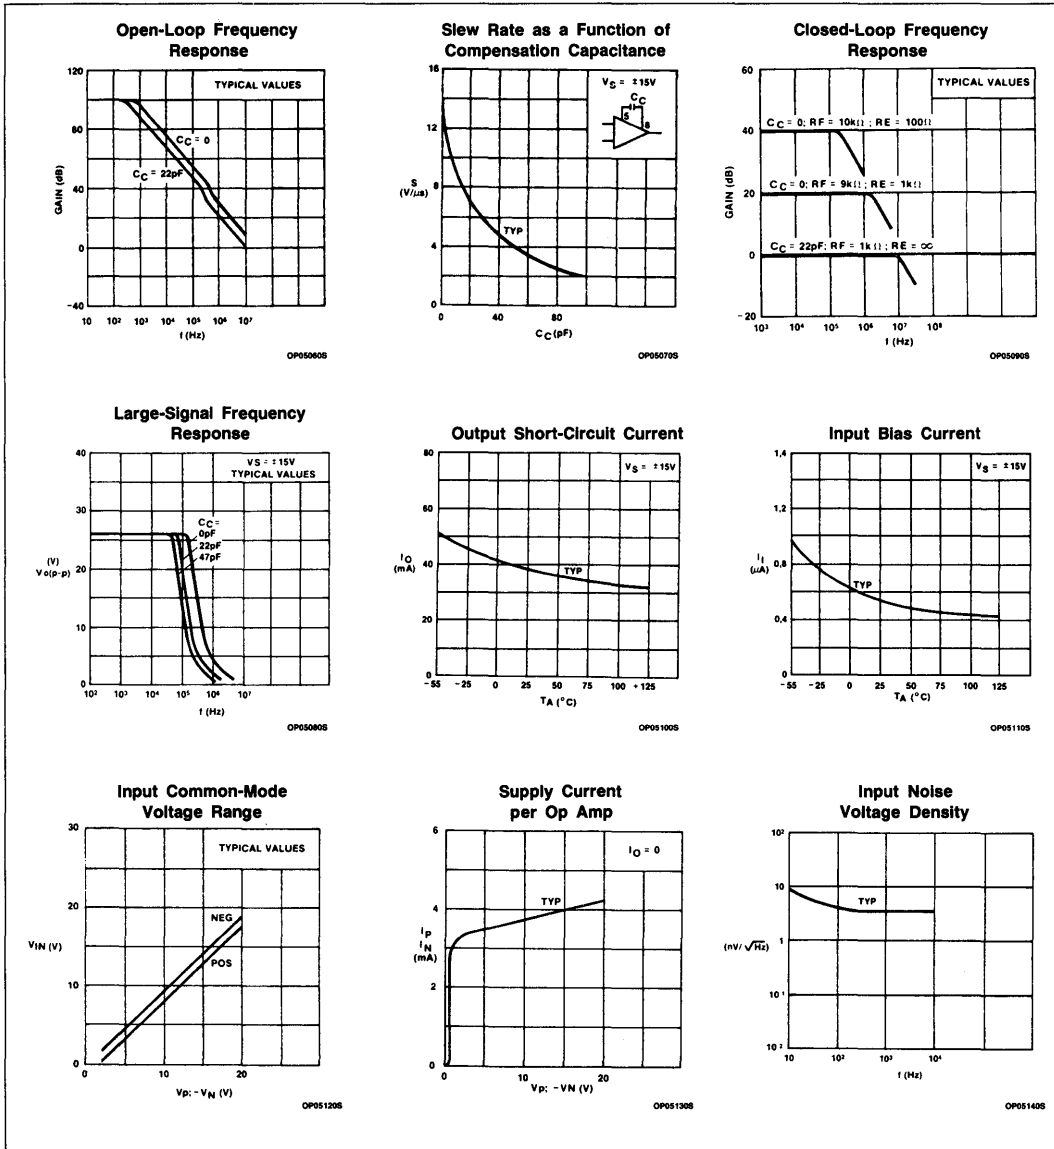 Open-Loop Frequency
Response
TYPICAL VALUES
C C = 0
C C = 22pF
GAIN (dB)
120
80
40
0
-40
10 10² 10³ 10⁴ 10⁵ 10⁶ 10⁷
f (Hz)
OP05060S
Slew Rate as a Function of
Compensation Capacitance
VS = ±15V
CC
5
8
S
(V/µs)
16
12
8
4
0
TYP
0 40 80
CC (pF)
OP05070S
Closed-Loop Frequency
Response
TYPICAL VALUES
C C = 0; RF = 10kΩ; RE = 100Ω
C C = 0; RF = 9kΩ; RE = 1kΩ
C C = 22pF; RF = 1kΩ; RE = ∞
GAIN (dB)
60
40
20
0
-20
10³ 10⁴ 10⁵ 10⁶ 10⁷ 10⁸
f (Hz)
OP05090S
Large-Signal Frequency
Response
VS = ±15V
TYPICAL VALUES
CC =
0pF
22pF
47pF
(V)
Vo(p-p)
40
30
20
10
0
10² 10³ 10⁴ 10⁵ 10⁶ 10⁷
f (Hz)
OP05080S
Output Short-Circuit Current
VS = ±15V
TYP
IO
(mA)
80
60
40
20
0
-55 -25 0 25 50 75 100 +125
TA (°C)
OP05100S
Input Bias Current
VS = ±15V
TYP
II
(µA)
1,4
1,2
0,8
0,4
0
-55 -25 0 25 50 75 100 125
TA (°C)
OP05110S
Input Common-Mode
Voltage Range
TYPICAL VALUES
NEG
POS
VIN (V)
30
20
10
0
0 10 20
Vp; -VN (V)
OP05120S
Supply Current
per Op Amp
IO = 0
TYP
IP
IN
(mA)
6
4
2
0
0 10 20
Vp; -VN (V)
OP05130S
Input Noise
Voltage Density
TYP
(nV/√Hz)
10²
10
1
10⁻¹
10⁻²
10 10² 10³ 10⁴
f (Hz)
OP05140S